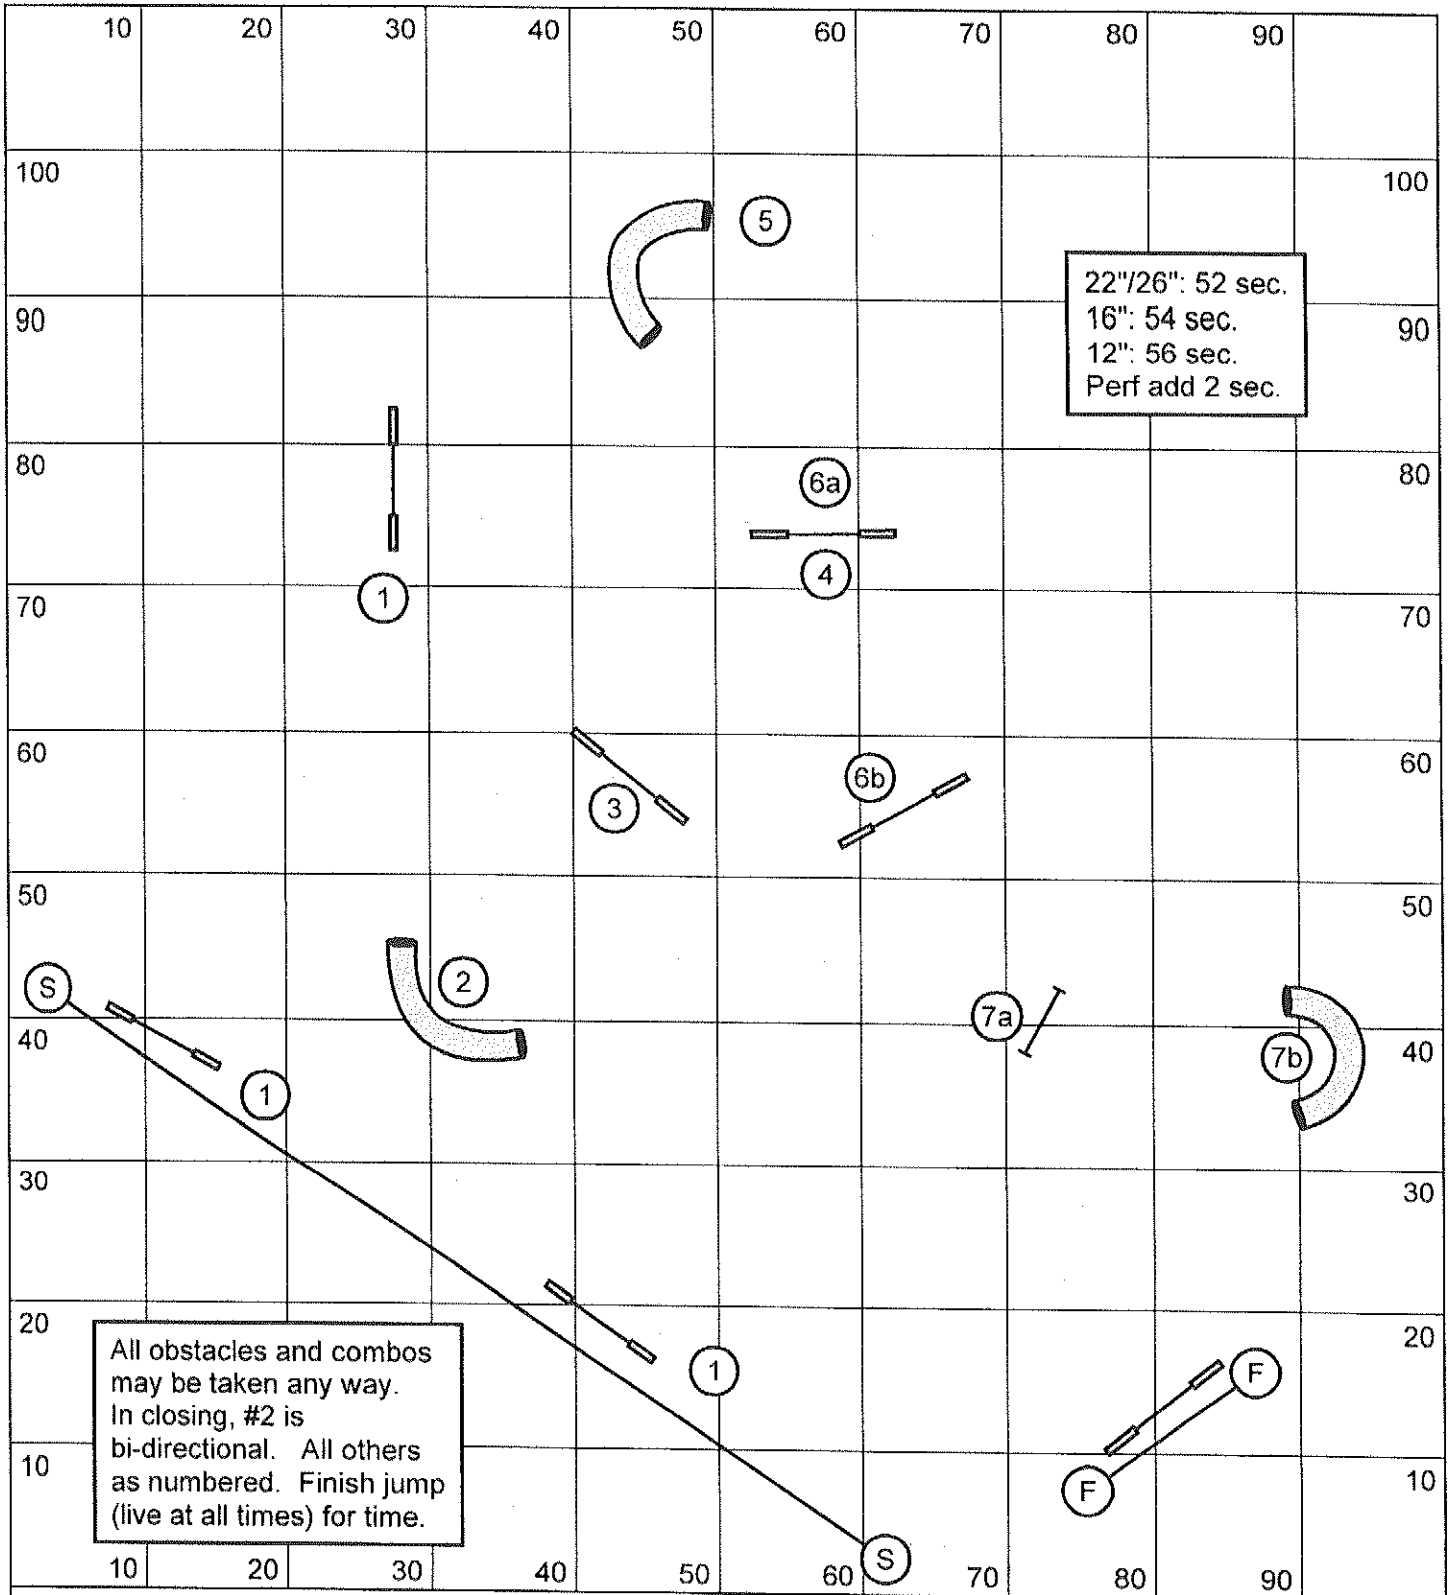 10 20 30 40 50 60 70 80 90
100 100
5
22"/26": 52 sec.
16": 54 sec.
12": 56 sec.
Perf add 2 sec.
90 90
80 80
6a
4
1
70 70
60 60
6b
3
50 50
2
S
7a
40 40
7b
1
30 30
20 20
All obstacles and combos
may be taken any way.
In closing, #2 is
bi-directional. All others
as numbered. Finish jump
(live at all times) for time.
1
F
10 10
F
S
10 20 30 40 50 60 70 80 90